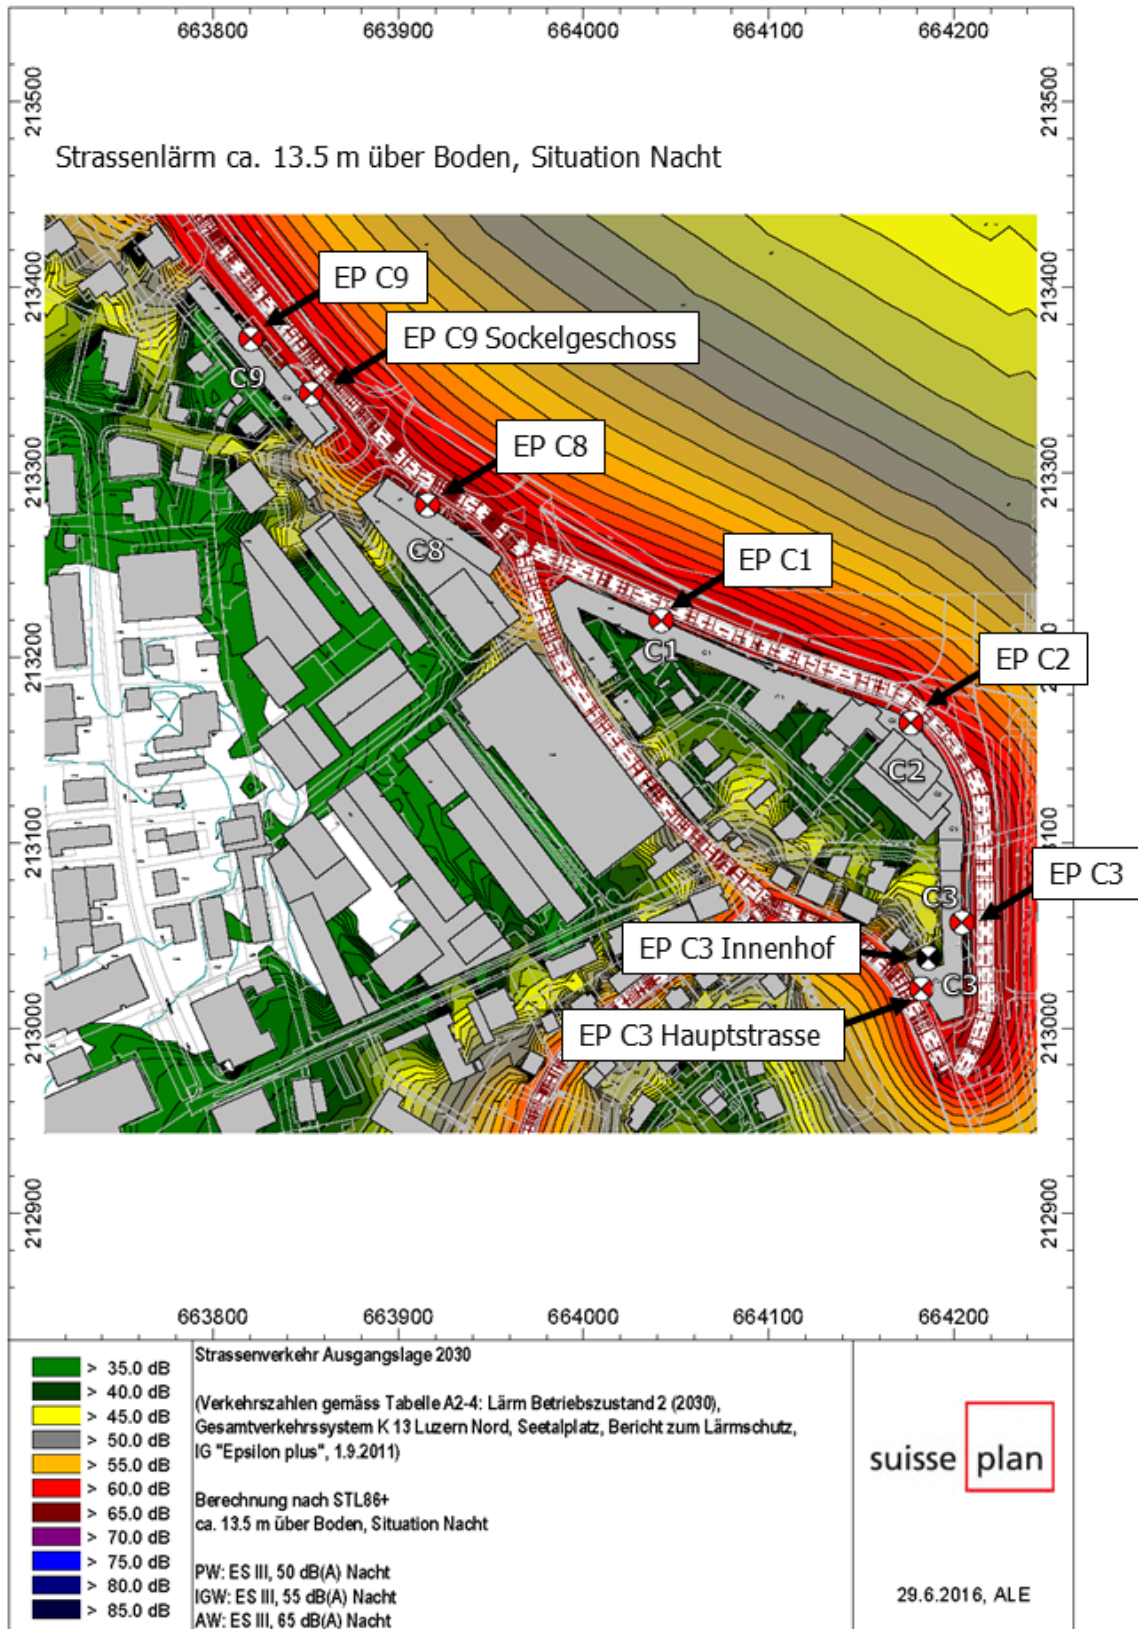 663800 663900 664000 664100 664200
213500 213500
Strassenlärm ca. 13.5 m über Boden, Situation Nacht
213400 213400
EP C9
EP C9 Sockelgeschoss
C9
EP C8
213300 213300
C8
EP C1
C1
213200
EP C2
C2
213100
EP C3
C3
EP C3 Innenhof
C3
EP C3 Hauptstrasse
213000 213000
212900 212900
663800 663900 664000 664100 664200
> 35.0 dB
> 40.0 dB
> 45.0 dB
> 50.0 dB
> 55.0 dB
> 60.0 dB
> 65.0 dB
> 70.0 dB
> 75.0 dB
> 80.0 dB
> 85.0 dB
Strassenverkehr Ausgangslage 2030
(Verkehrszahlen gemäss Tabelle A2-4: Lärm Betriebszustand 2 (2030),
Gesamtverkehrssystem K 13 Luzern Nord, Seetalplatz, Bericht zum Lärmschutz,
IG "Epsilon plus", 1.9.2011)
Berechnung nach STL86+
ca. 13.5 m über Boden, Situation Nacht
PW: ES III, 50 dB(A) Nacht
IGW: ES III, 55 dB(A) Nacht
AW: ES III, 65 dB(A) Nacht
suisse plan
29.6.2016, ALE